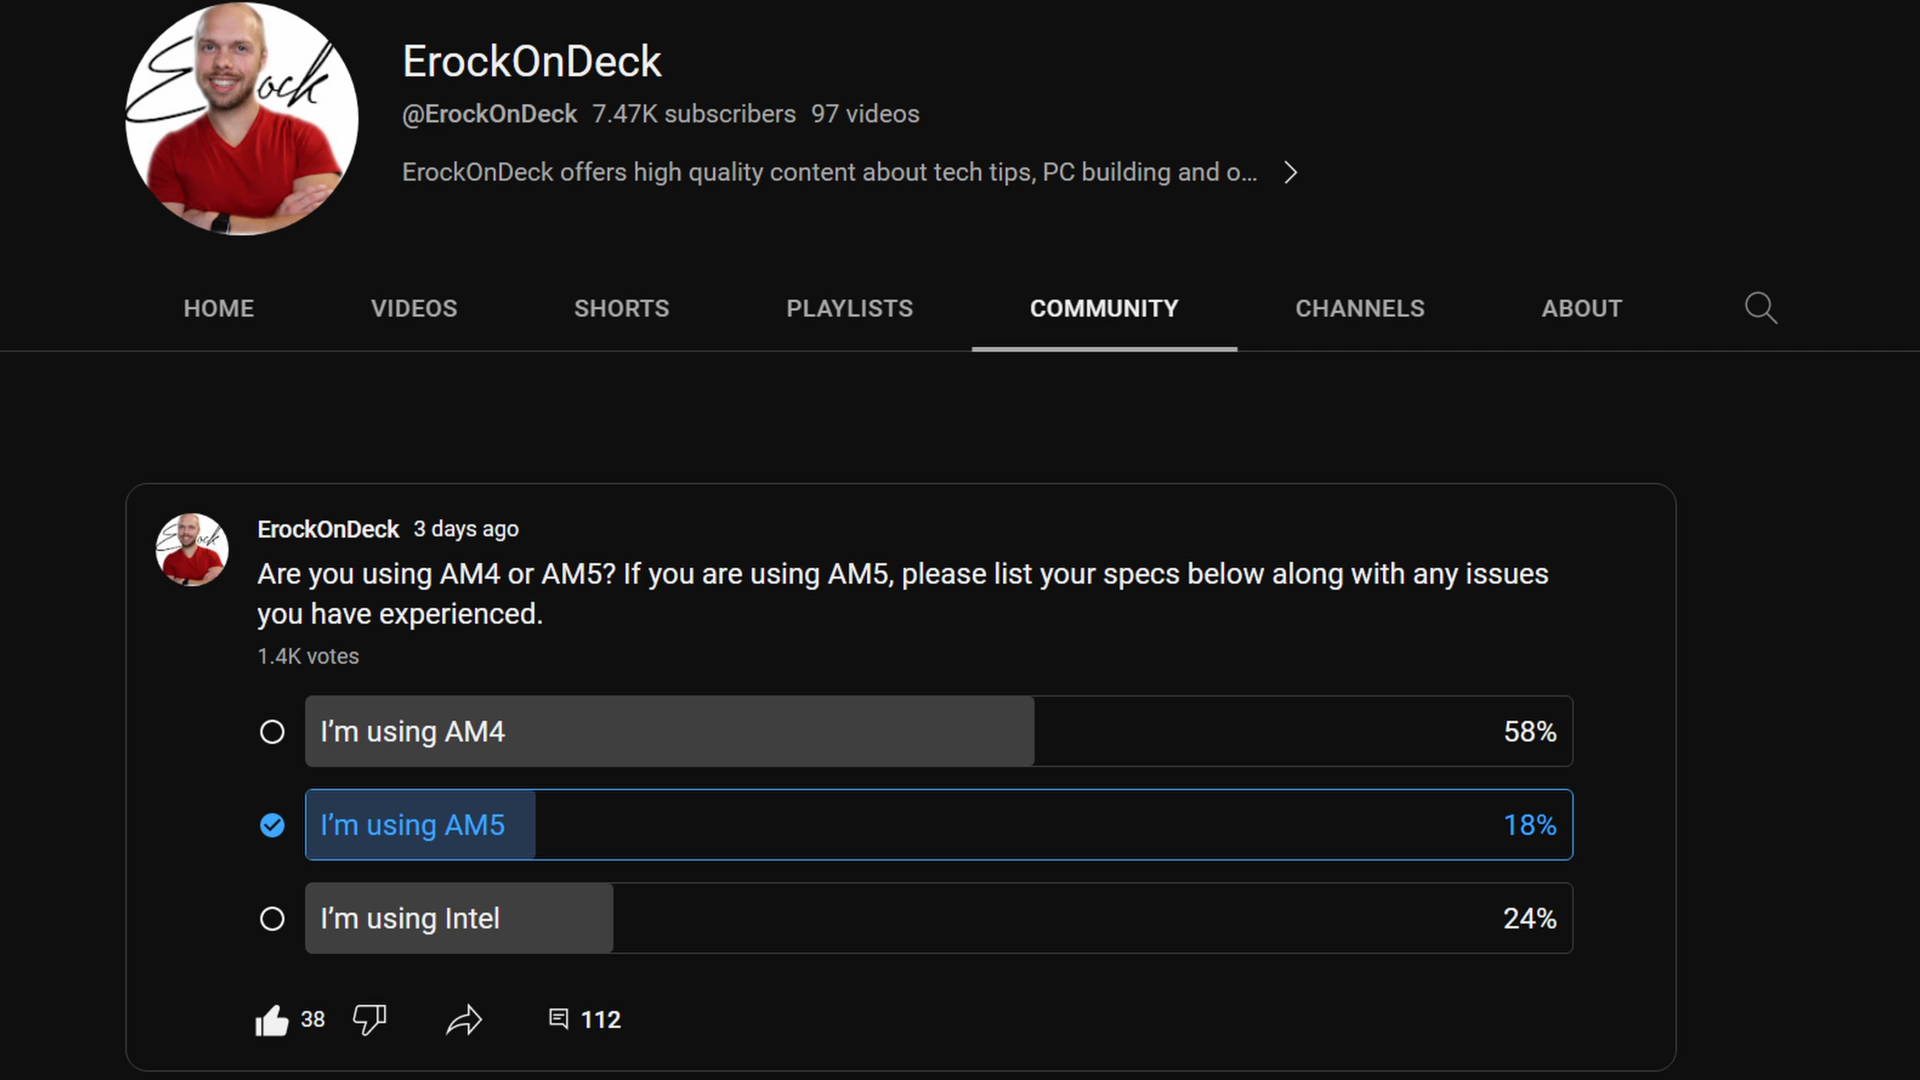 Erock
ErockOnDeck
@ErockOnDeck 7.47K subscribers 97 videos
ErockOnDeck offers high quality content about tech tips, PC building and o...
HOME VIDEOS SHORTS PLAYLISTS COMMUNITY CHANNELS ABOUT
Erock
ErockOnDeck 3 days ago
Are you using AM4 or AM5? If you are using AM5, please list your specs below along with any issues
you have experienced.
1.4K votes
I’m using AM4 58%
I’m using AM5 18%
I’m using Intel 24%
38 112